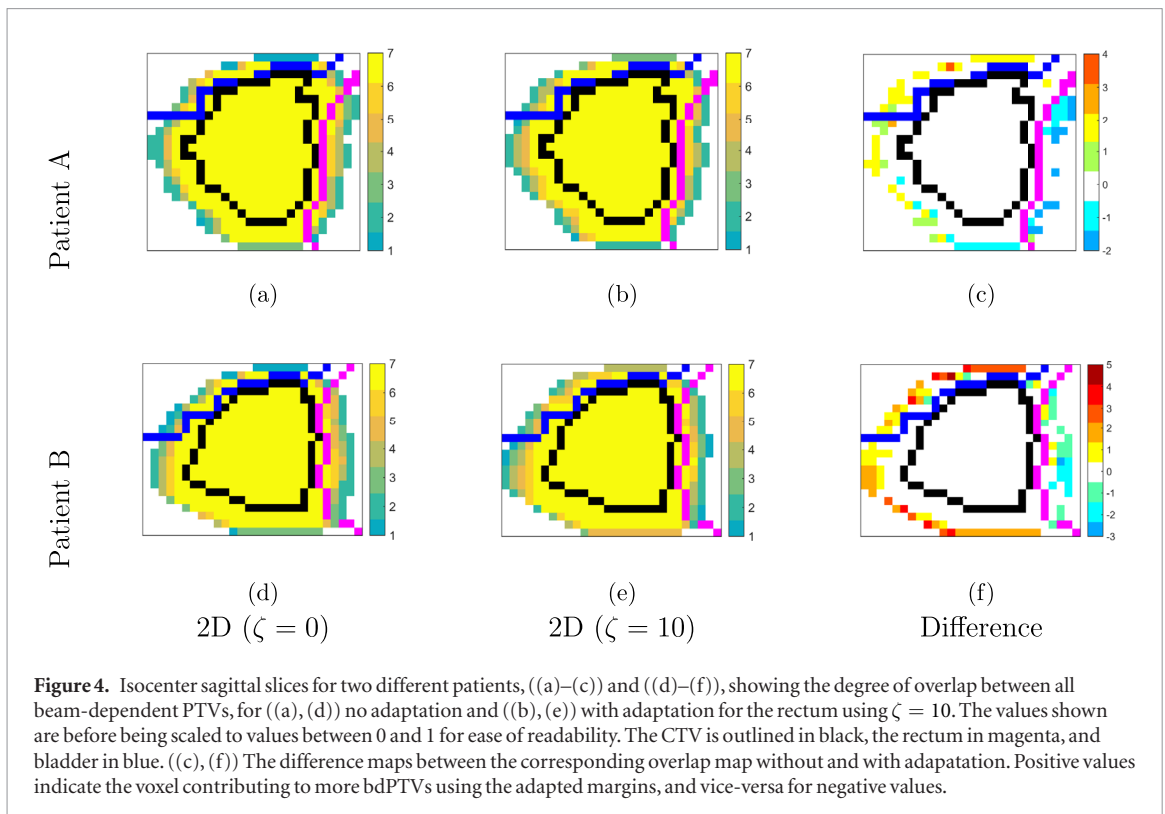 Patient A
7
6
5
4
3
2
1
7
6
5
4
3
2
1
4
3
2
1
0
-1
-2
(a)
(b)
(c)
Patient B
7
6
5
4
3
2
1
7
6
5
4
3
2
1
5
4
3
2
1
0
-1
-2
-3
(d)
(e)
(f)
2D (ζ = 0)
2D (ζ = 10)
Difference
Figure 4. Isocenter sagittal slices for two different patients, ((a)–(c)) and ((d)–(f)), showing the degree of overlap between all
beam-dependent PTVs, for ((a), (d)) no adaptation and ((b), (e)) with adaptation for the rectum using ζ = 10. The values shown
are before being scaled to values between 0 and 1 for ease of readability. The CTV is outlined in black, the rectum in magenta, and
bladder in blue. ((c), (f)) The difference maps between the corresponding overlap map without and with adapatation. Positive values
indicate the voxel contributing to more bdPTVs using the adapted margins, and vice-versa for negative values.